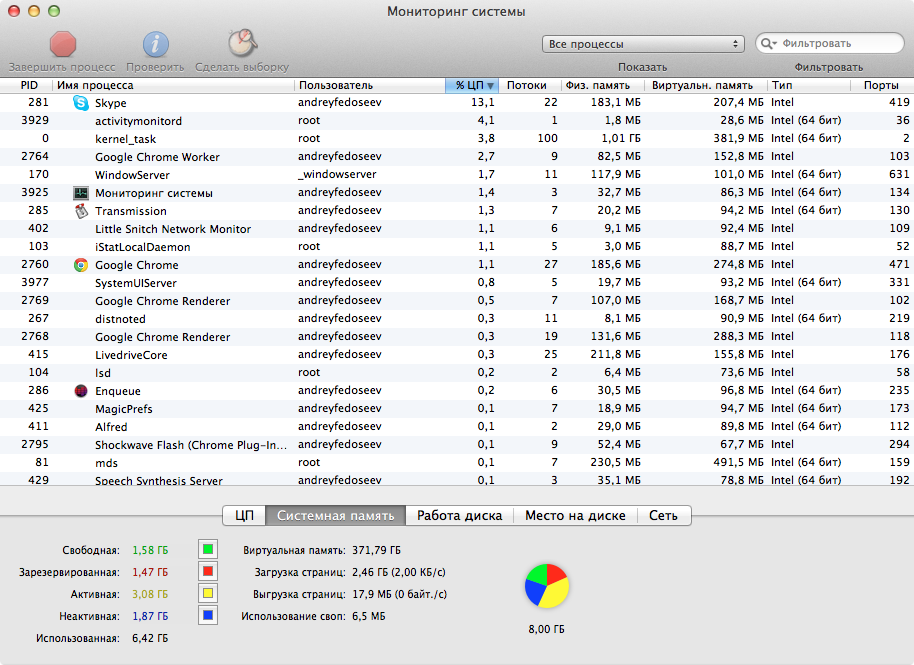 Мониторинг системы
Завершить процесс Проверить Сделать выборку Все процессы Показать Фильтровать Фильтровать
PID Имя процесса Пользователь % ЦП Потоки Физ. память Виртуальн. память Тип Порты
281 Skype andreyfedoseev 13,1 22 183,1 МБ 207,4 МБ Intel 419
3929 activitymonitord root 4,1 1 1,8 МБ 28,6 МБ Intel (64 бит) 36
0 kernel_task root 3,8 100 1,01 ГБ 381,9 МБ Intel (64 бит) 2
2764 Google Chrome Worker andreyfedoseev 2,7 9 82,5 МБ 152,8 МБ Intel 103
170 WindowServer _windowserver 1,7 11 117,9 МБ 101,0 МБ Intel (64 бит) 631
3925 Мониторинг системы andreyfedoseev 1,4 3 32,7 МБ 86,3 МБ Intel (64 бит) 134
285 Transmission andreyfedoseev 1,3 7 20,2 МБ 94,2 МБ Intel (64 бит) 130
402 Little Snitch Network Monitor andreyfedoseev 1,1 6 9,1 МБ 92,4 МБ Intel 109
103 iStatLocalDaemon root 1,1 5 3,0 МБ 88,7 МБ Intel 52
2760 Google Chrome andreyfedoseev 1,1 27 185,6 МБ 274,8 МБ Intel 471
3977 SystemUIServer andreyfedoseev 0,8 5 19,7 МБ 93,2 МБ Intel (64 бит) 331
2769 Google Chrome Renderer andreyfedoseev 0,5 7 107,0 МБ 168,7 МБ Intel 102
267 distnoted andreyfedoseev 0,3 11 8,1 МБ 90,9 МБ Intel (64 бит) 219
2768 Google Chrome Renderer andreyfedoseev 0,3 19 131,6 МБ 288,3 МБ Intel 118
415 LivedriveCore andreyfedoseev 0,3 25 211,8 МБ 155,8 МБ Intel 176
104 lsd root 0,2 2 6,4 МБ 73,6 МБ Intel 58
286 Enqueue andreyfedoseev 0,2 6 30,5 МБ 96,8 МБ Intel (64 бит) 235
425 MagicPrefs andreyfedoseev 0,1 7 18,9 МБ 94,7 МБ Intel (64 бит) 173
411 Alfred andreyfedoseev 0,1 2 29,0 МБ 89,8 МБ Intel (64 бит) 112
2795 Shockwave Flash (Chrome Plug-In... andreyfedoseev 0,1 9 52,4 МБ 67,7 МБ Intel 294
81 mds root 0,1 7 230,5 МБ 491,5 МБ Intel (64 бит) 159
429 Speech Synthesis Server andreyfedoseev 0,1 3 35,1 МБ 78,8 МБ Intel (64 бит) 192
ЦП Системная память Работа диска Место на диске Сеть
Свободная: 1,58 ГБ Виртуальная память: 371,79 ГБ
Зарезервированная: 1,47 ГБ Загрузка страниц: 2,46 ГБ (2,00 КБ/с)
Активная: 3,08 ГБ Выгрузка страниц: 17,9 МБ (0 байт./с)
Неактивная: 1,87 ГБ Использование своп: 6,5 МБ
Использованная: 6,42 ГБ
8,00 ГБ